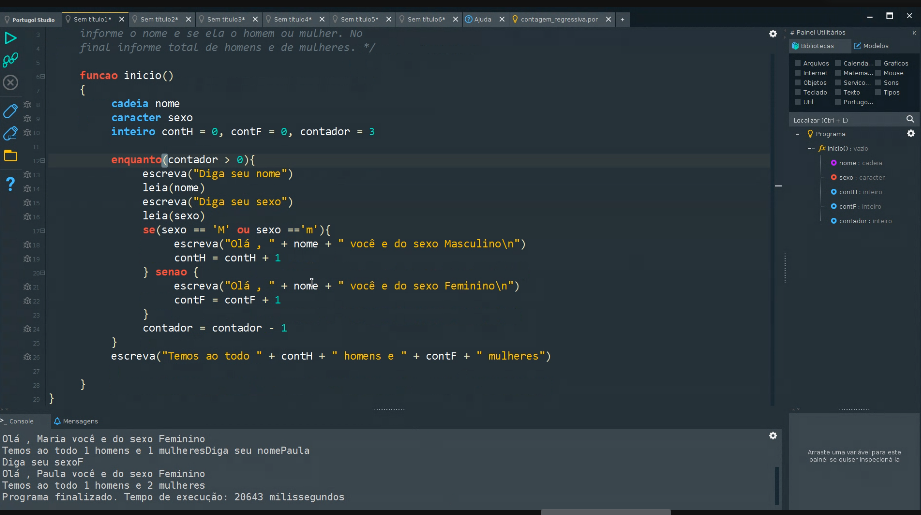 Portugol Studio
Sem título1*
Sem título2*
Sem título3*
Sem título4*
Sem título5*
Sem título6*
Ajuda
contagem_regressiva.por
+
informe o nome e se ela o homem ou mulher. No
final informe total de homens e de mulheres. */
funcao inicio()
{
cadeia nome
caracter sexo
inteiro contH = 0, contF = 0, contador = 3
enquanto(contador > 0){
escreva("Diga seu nome")
leia(nome)
escreva("Diga seu sexo")
leia(sexo)
se(sexo == 'M' ou sexo =='m'){
escreva("Olá , " + nome + " você e do sexo Masculino\n")
contH = contH + 1
} senao {
escreva("Olá , " + nome + " você e do sexo Feminino\n")
contF = contF + 1
}
contador = contador - 1
}
escreva("Temos ao todo " + contH + " homens e " + contF + " mulheres")
}
}
Console
Mensagens
Olá , Maria você e do sexo Feminino
Temos ao todo 1 homens e 1 mulheresDiga seu nomePaula
Diga seu sexoF
Olá , Paula você e do sexo Feminino
Temos ao todo 1 homens e 2 mulheres
Programa finalizado. Tempo de execução: 20643 milissegundos
Painel Utilitários
Bibliotecas
Modelos
Arquivos
Calenda...
Graficos
Internet
Matema...
Mouse
Objetos
Servico...
Sons
Teclado
Texto
Tipos
Util
Portugo...
Localizar (Ctrl + L)
Programa
inicio() : vazio
nome : cadeia
sexo : caracter
contH : inteiro
contF : inteiro
contador : inteiro
Arraste uma variável para este
painel se quiser inspecioná-la